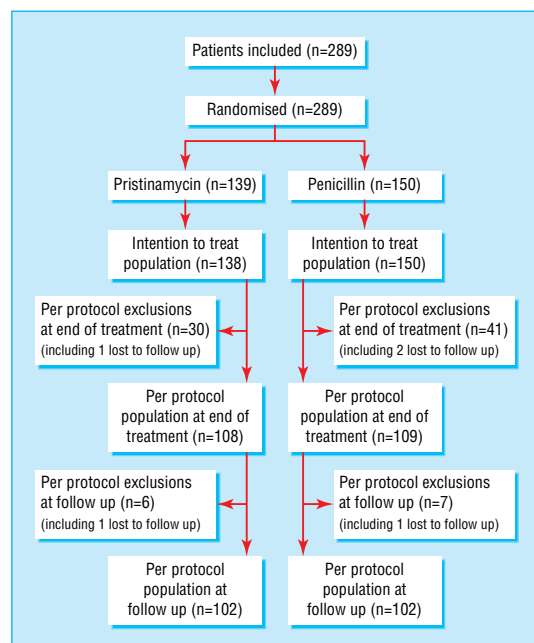 Patients included (n=289)
Randomised (n=289)
Pristinamycin (n=139)
Penicillin (n=150)
Intention to treat
population (n=138)
Intention to treat
population (n=150)
Per protocol exclusions
at end of treatment (n=30)
(including 1 lost to follow up)
Per protocol exclusions
at end of treatment (n=41)
(including 2 lost to follow up)
Per protocol
population at end of
treatment (n=108)
Per protocol
population at end of
treatment (n=109)
Per protocol exclusions
at follow up (n=6)
(including 1 lost to follow up)
Per protocol exclusions
at follow up (n=7)
(including 1 lost to follow up)
Per protocol
population at
follow up (n=102)
Per protocol
population at
follow up (n=102)